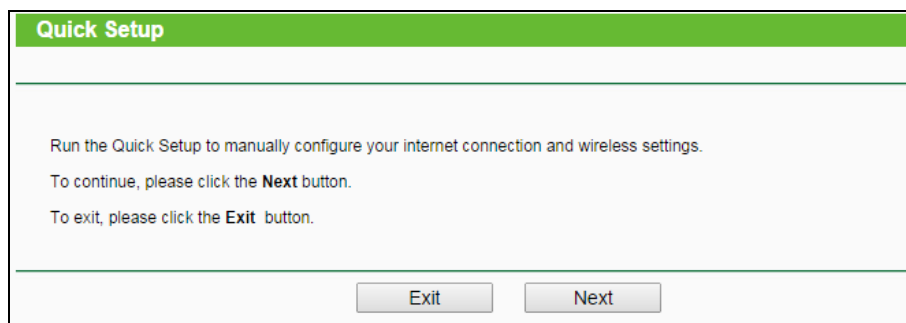 Quick Setup
Run the Quick Setup to manually configure your internet connection and wireless settings.
To continue, please click the Next button.
To exit, please click the Exit button.
Exit Next